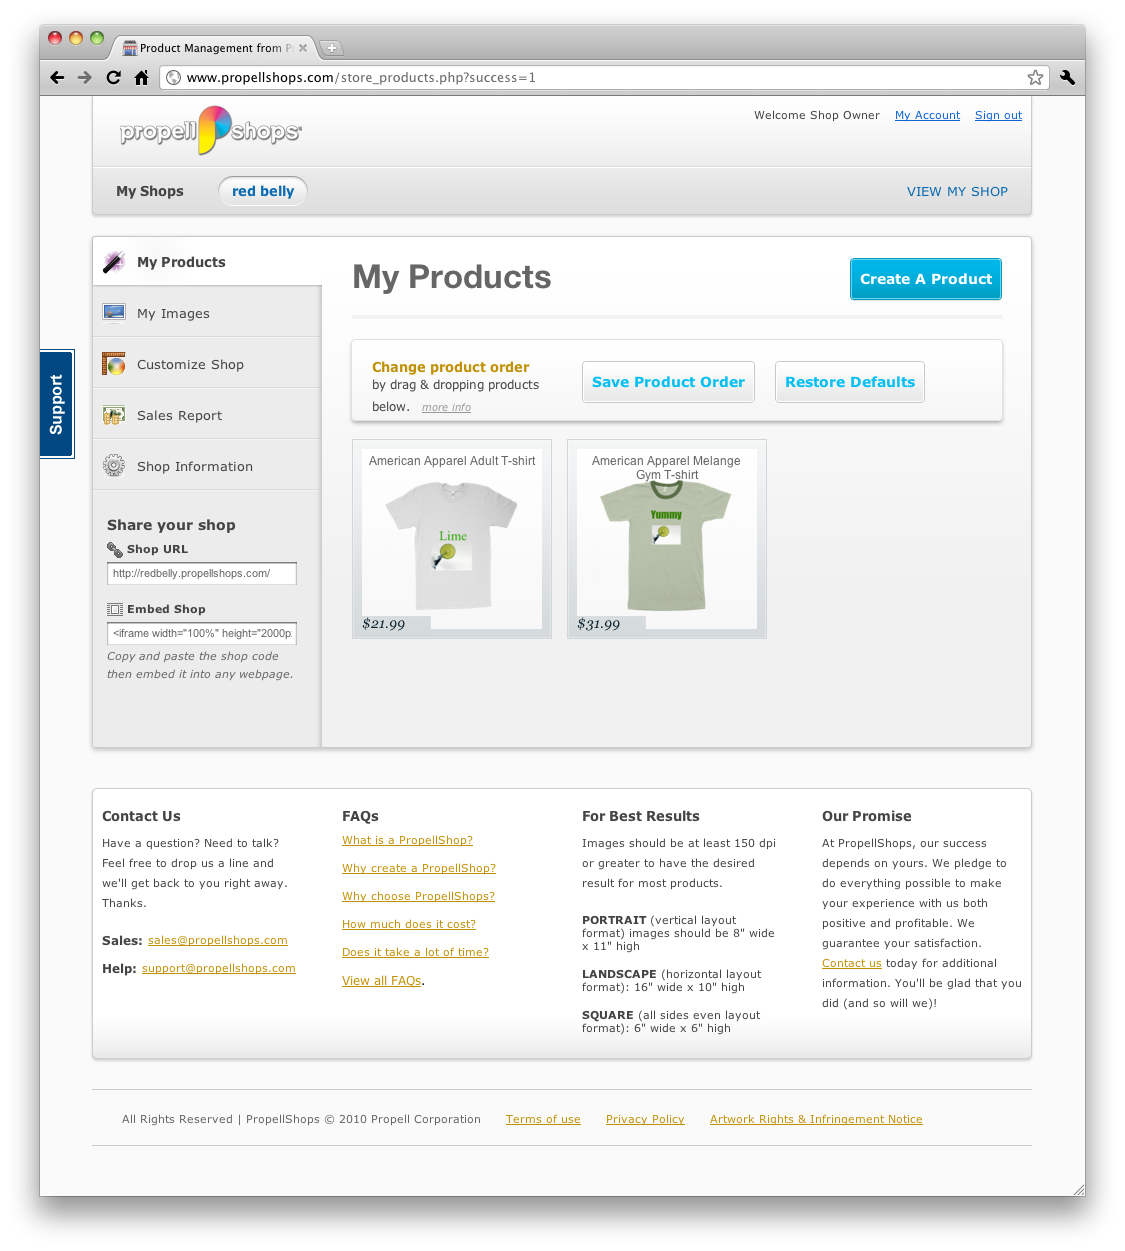 Product Management from P
www.propellshops.com/store_products.php?success=1
propell shops
Welcome Shop Owner My Account Sign out
My Shops red belly VIEW MY SHOP
My Products
My Images
Customize Shop
Sales Report
Shop Information
Support
Share your shop
Shop URL
http://redbelly.propellshops.com/
Embed Shop
<iframe width="100%" height="2000p
Copy and paste the shop code
then embed it into any webpage.
My Products
Create A Product
Change product order
by drag & dropping products
below. more info
Save Product Order
Restore Defaults
American Apparel Adult T-shirt
Lime
$21.99
American Apparel Melange
Gym T-shirt
Yummy
$31.99
Contact Us
Have a question? Need to talk?
Feel free to drop us a line and
we'll get back to you right away.
Thanks.
Sales: sales@propellshops.com
Help: support@propellshops.com
FAQs
What is a PropellShop?
Why create a PropellShop?
Why choose PropellShops?
How much does it cost?
Does it take a lot of time?
View all FAQs.
For Best Results
Images should be at least 150 dpi
or greater to have the desired
result for most products.
PORTRAIT (vertical layout
format) images should be 8" wide
x 11" high
LANDSCAPE (horizontal layout
format): 16" wide x 10" high
SQUARE (all sides even layout
format): 6" wide x 6" high
Our Promise
At PropellShops, our success
depends on yours. We pledge to
do everything possible to make
your experience with us both
positive and profitable. We
guarantee your satisfaction.
Contact us today for additional
information. You'll be glad that you
did (and so will we)!
All Rights Reserved | PropellShops © 2010 Propell Corporation Terms of use Privacy Policy Artwork Rights & Infringement Notice